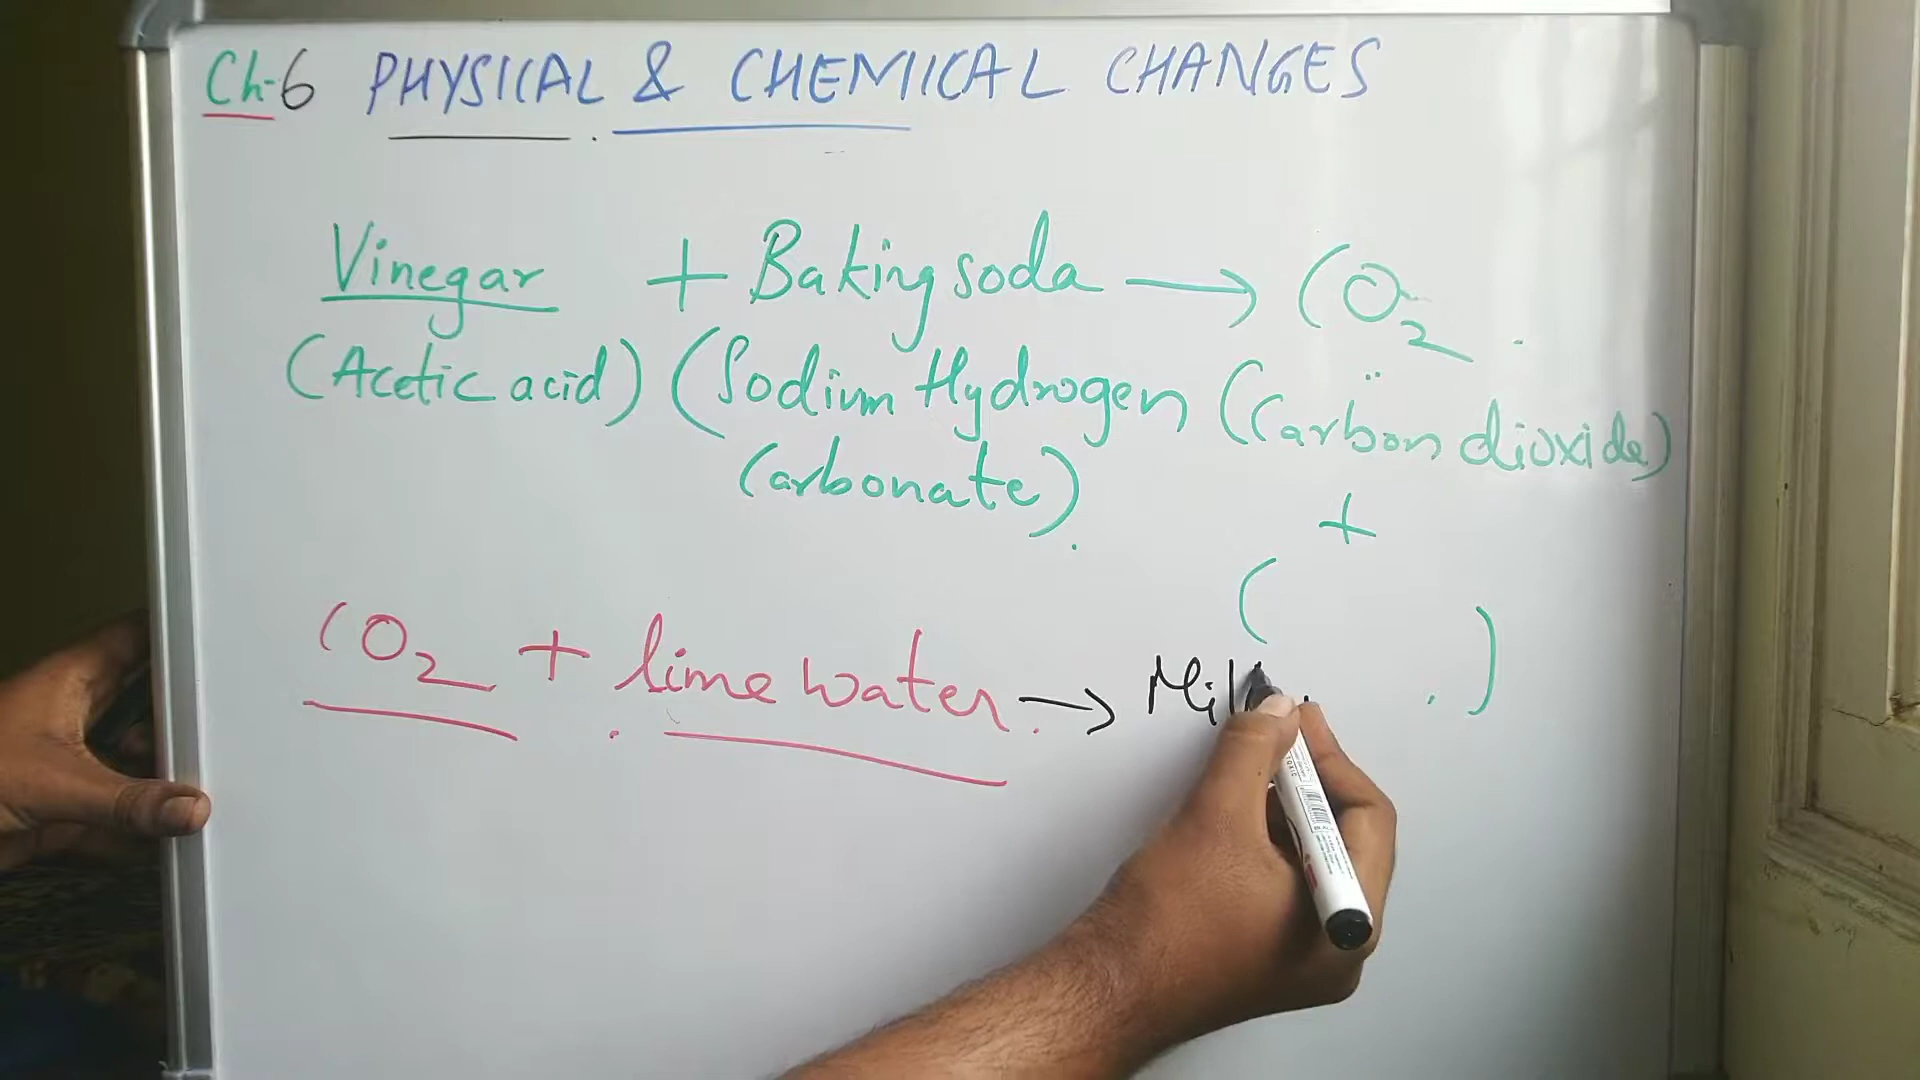 Ch-6 PHYSICAL & CHEMICAL CHANGES
Vinegar + Baking soda → CO₂
(Acetic acid) (Sodium Hydrogen (Carbon dioxide)
Carbonate) +
( )
CO₂ + lime water → Mil